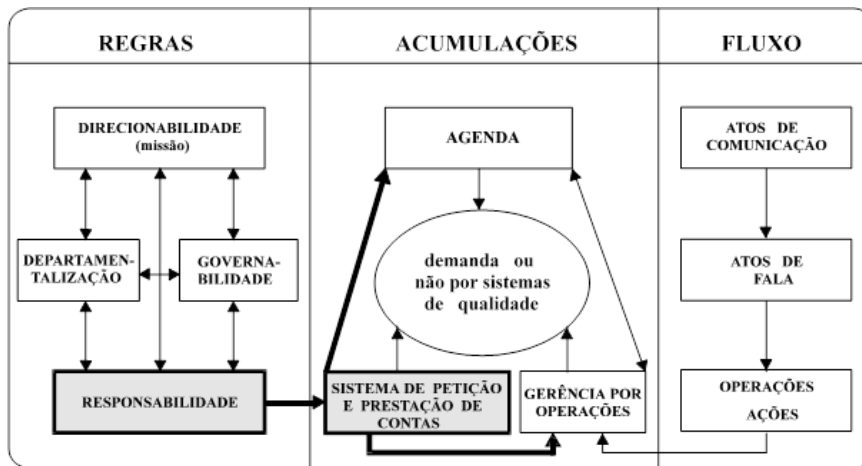 REGRAS
ACUMULAÇÕES
FLUXO
DIRECIONABILIDADE
(missão)
DEPARTAMEN-
TALIZAÇÃO
GOVERNA-
BILIDADE
RESPONSABILIDADE
AGENDA
demanda ou
não por sistemas
de qualidade
SISTEMA DE PETIÇÃO
E PRESTAÇÃO DE
CONTAS
GERÊNCIA POR
OPERAÇÕES
ATOS DE
COMUNICAÇÃO
ATOS DE
FALA
OPERAÇÕES
AÇÕES